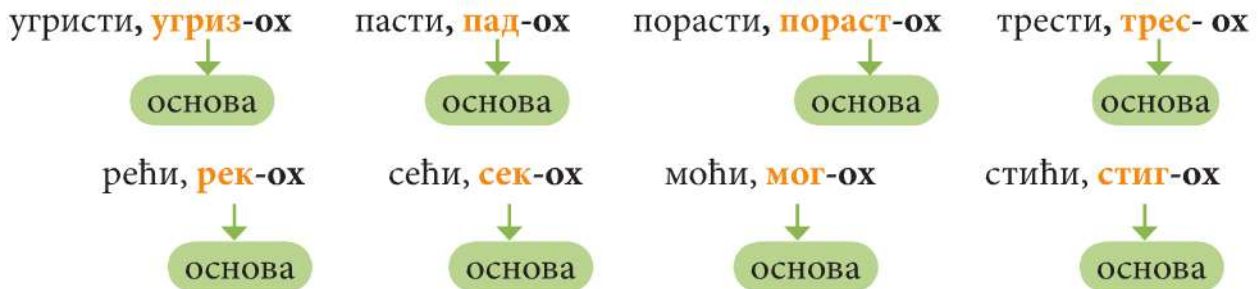 угристи, угриз-ох пасти, пад-ох порасти, пораст-ох трести, трес- ох
основа основа основа основа
рећи, рек-ох сећи, сек-ох моћи, мог-ох стићи, стиг-ох
основа основа основа основа